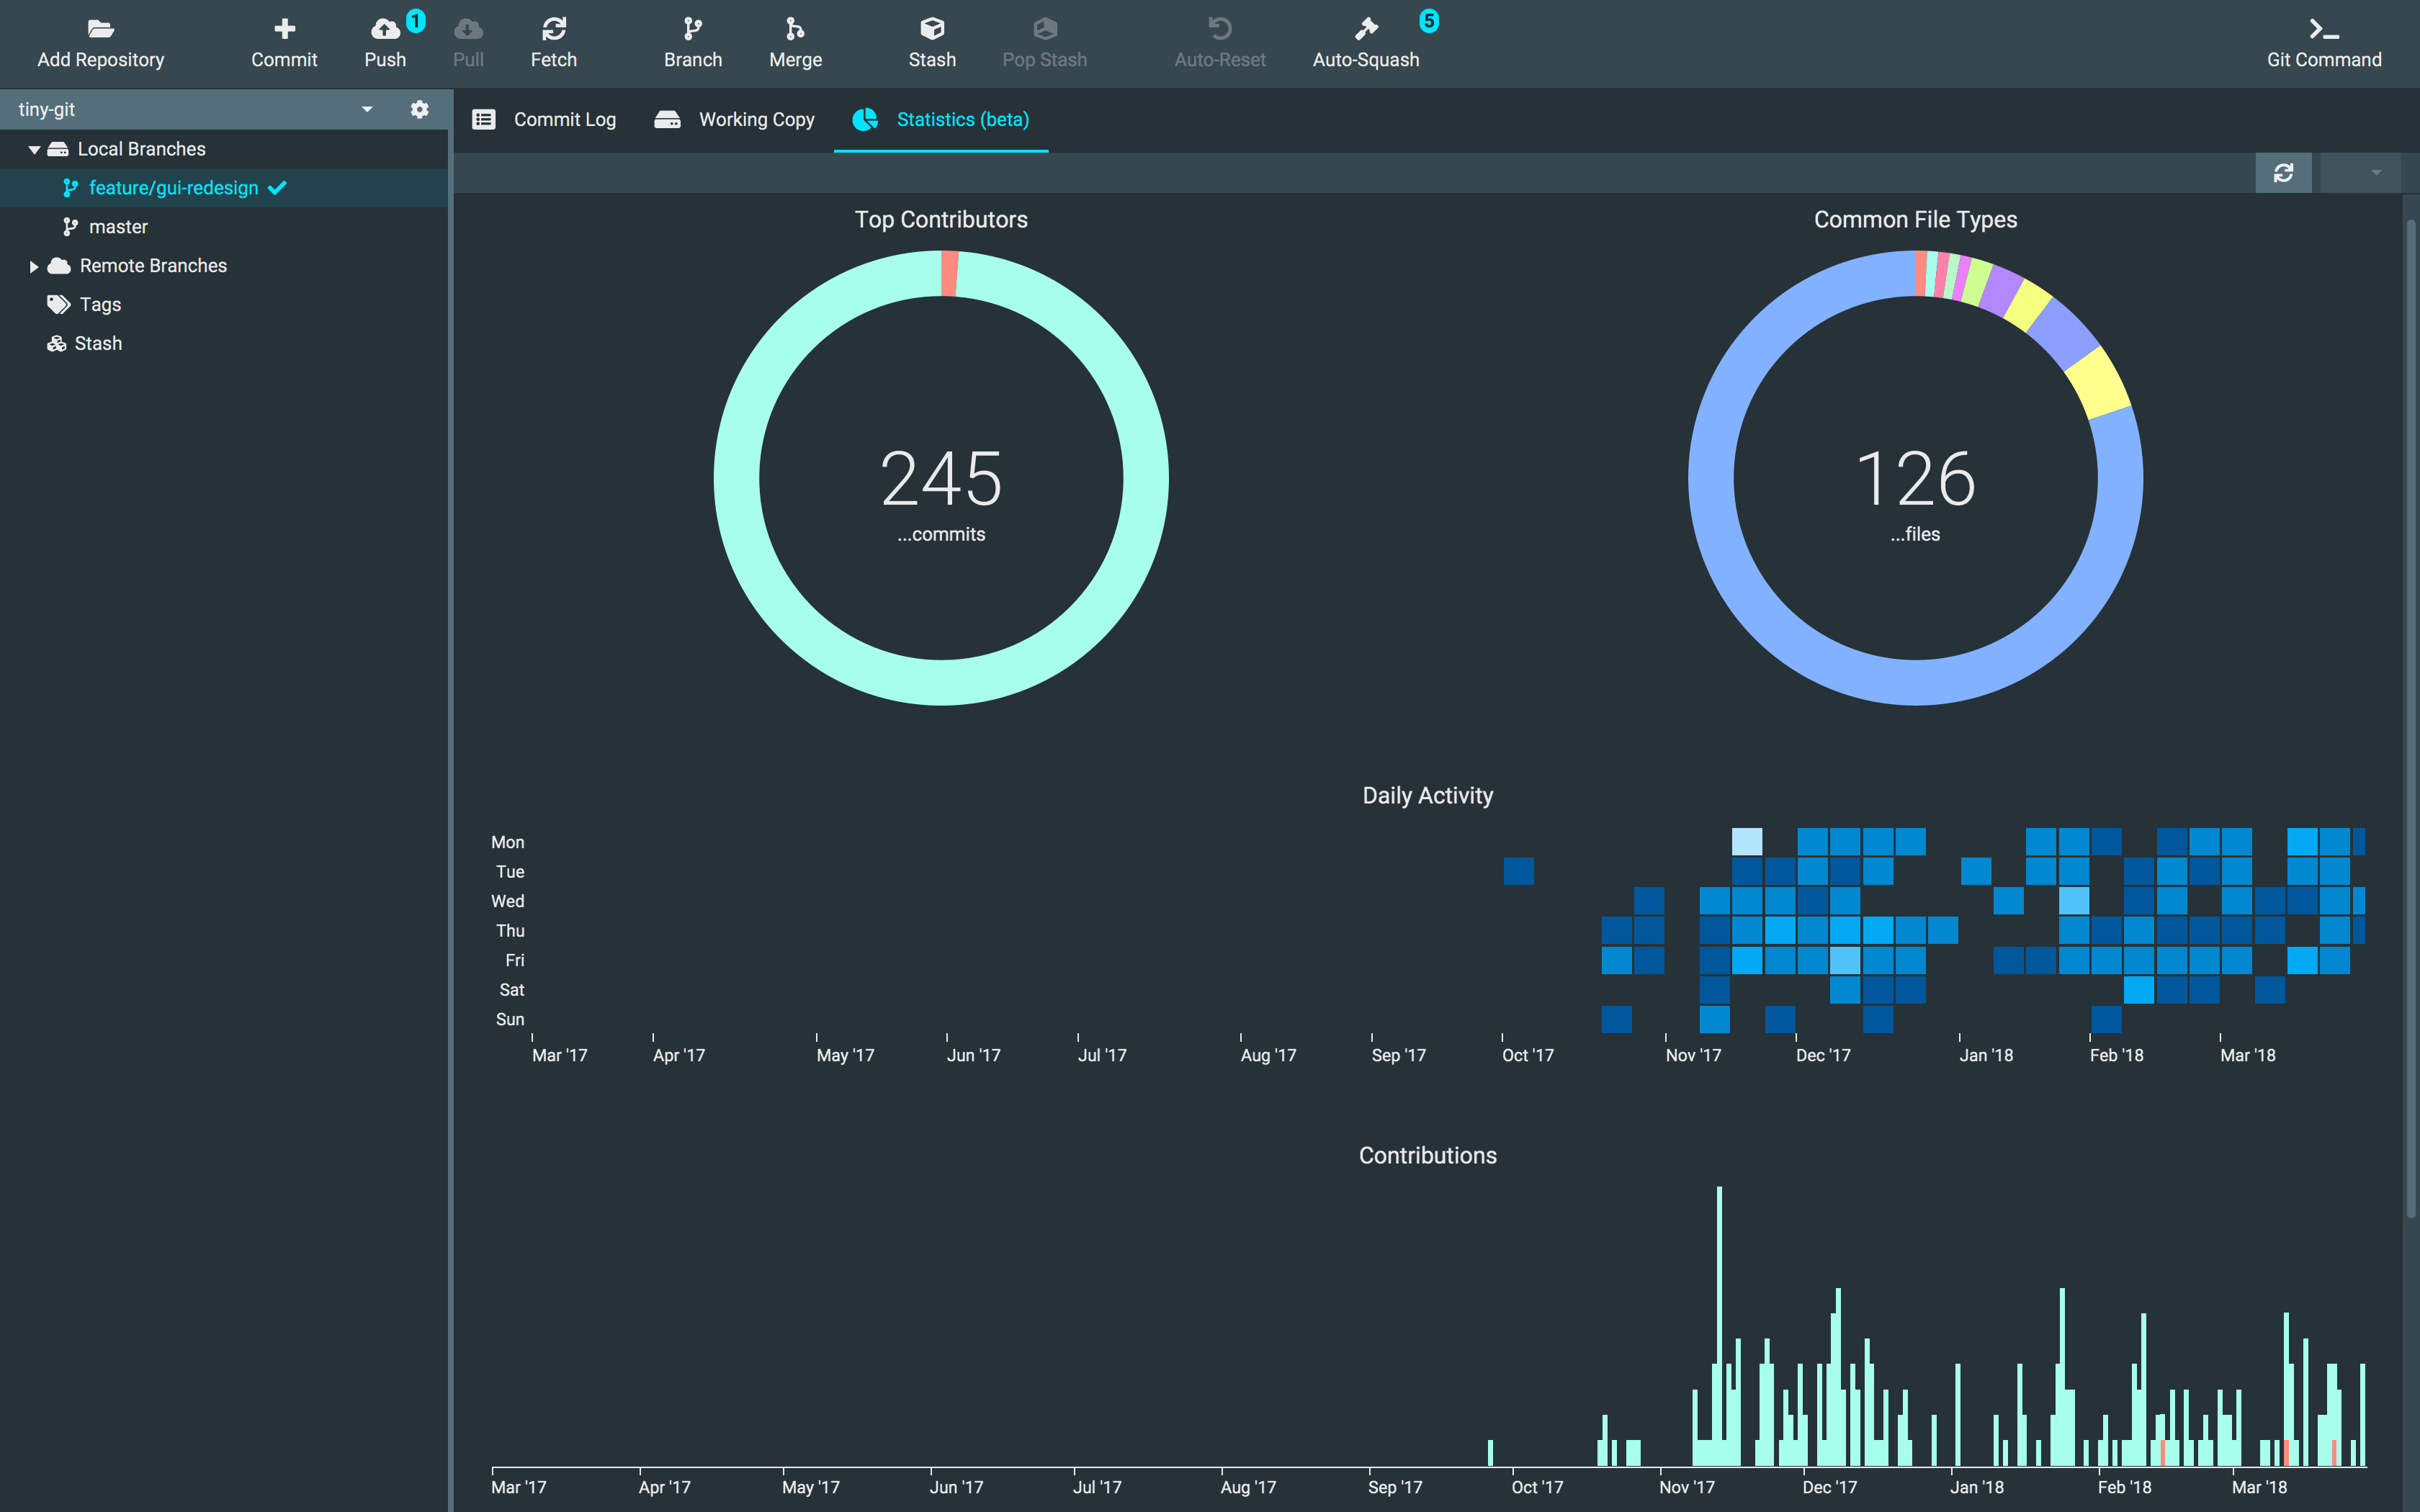 Add Repository
Commit
Push
1
Pull
Fetch
Branch
Merge
Stash
Pop Stash
Auto-Reset
Auto-Squash
5
Git Command
tiny-git
Local Branches
feature/gui-redesign
master
Remote Branches
Tags
Stash
Commit Log
Working Copy
Statistics (beta)
Top Contributors
245
...commits
Common File Types
126
...files
Daily Activity
Mon
Tue
Wed
Thu
Fri
Sat
Sun
Mar '17 Apr '17 May '17 Jun '17 Jul '17 Aug '17 Sep '17 Oct '17 Nov '17 Dec '17 Jan '18 Feb '18 Mar '18
Contributions
Mar '17 Apr '17 May '17 Jun '17 Jul '17 Aug '17 Sep '17 Oct '17 Nov '17 Dec '17 Jan '18 Feb '18 Mar '18